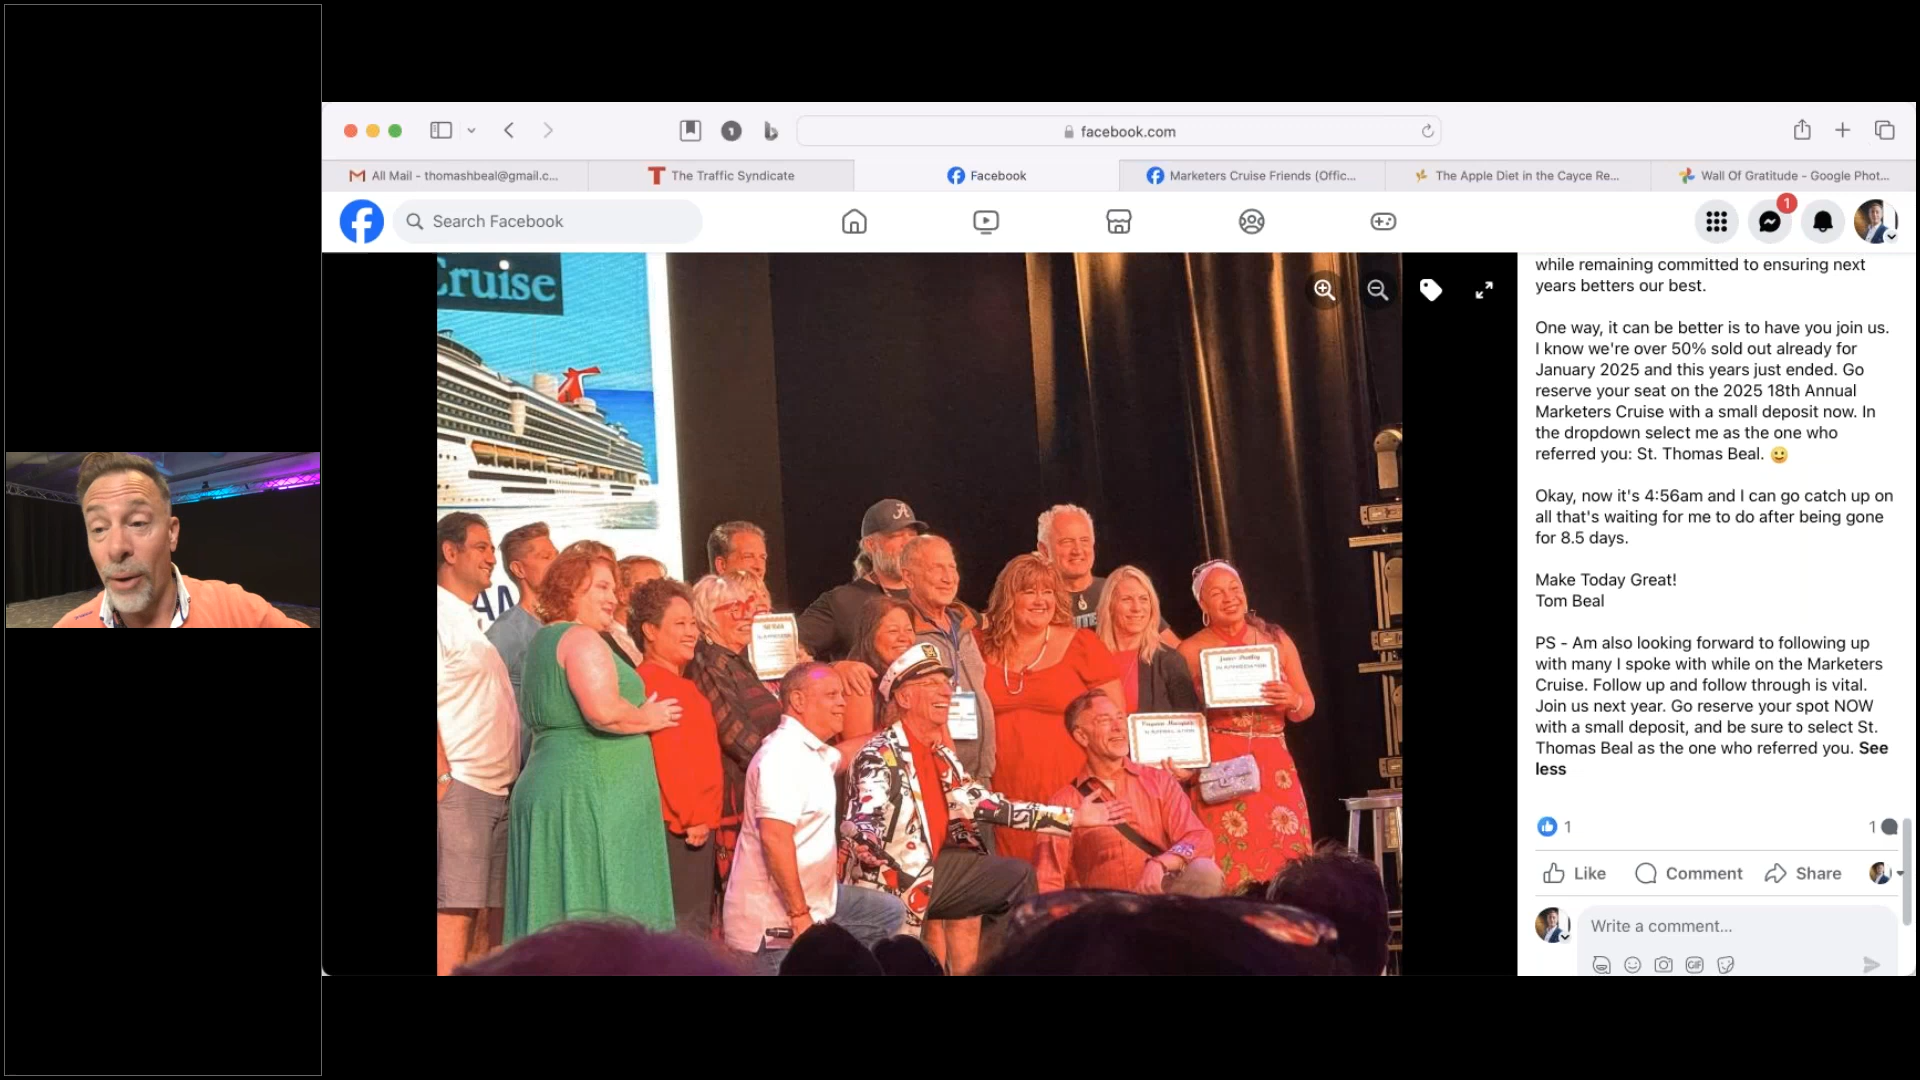 facebook.com
All Mail - thomashbeal@gmail.c...
The Traffic Syndicate
Facebook
Marketers Cruise Friends (Offic...
The Apple Diet in the Cayce Re...
Wall Of Gratitude - Google Phot...
Search Facebook
1
Cruise
while remaining committed to ensuring next
years betters our best.
One way, it can be better is to have you join us.
I know we're over 50% sold out already for
January 2025 and this years just ended. Go
reserve your seat on the 2025 18th Annual
Marketers Cruise with a small deposit now. In
the dropdown select me as the one who
referred you: St. Thomas Beal. 😀
Okay, now it's 4:56am and I can go catch up on
all that's waiting for me to do after being gone
for 8.5 days.
Make Today Great!
Tom Beal
PS - Am also looking forward to following up
with many I spoke with while on the Marketers
Cruise. Follow up and follow through is vital.
Join us next year. Go reserve your spot NOW
with a small deposit, and be sure to select St.
Thomas Beal as the one who referred you. See
less
1
1
Like
Comment
Share
Write a comment...
GIF